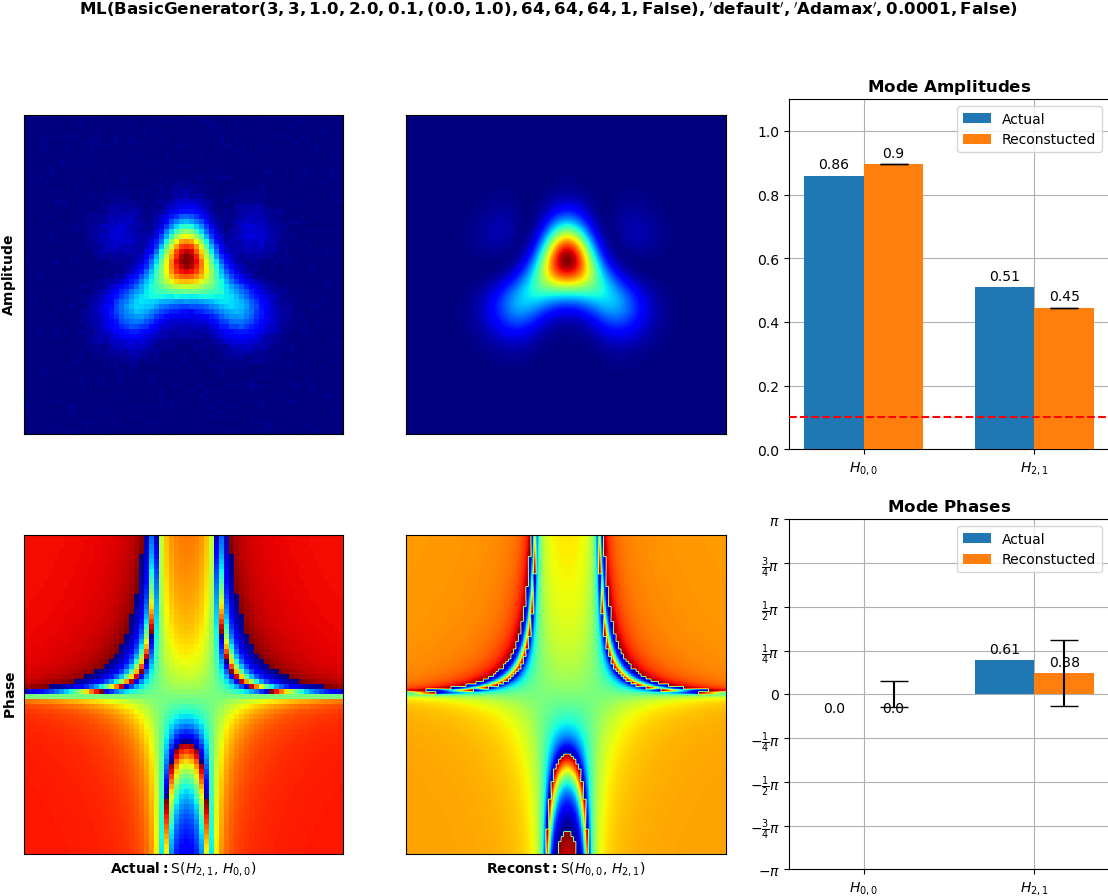 ML(BasicGenerator(3, 3, 1.0, 2.0, 0.1, (0.0, 1.0), 64, 64, 64, 1, False), ′default′, ′Adamax′, 0.0001, False)
Amplitude
Mode Amplitudes
Actual
Reconstucted
1.0
0.8
0.6
0.4
0.2
0.0
0.86
0.9
0.51
0.45
H0,0
H2,1
Phase
Actual: S(H2,1, H0,0)
Reconst: S(H0,0, H2,1)
Mode Phases
Actual
Reconstucted
π
3/4π
1/2π
1/4π
0
−1/4π
−1/2π
−3/4π
−π
0.0
0.0
0.61
0.38
H0,0
H2,1